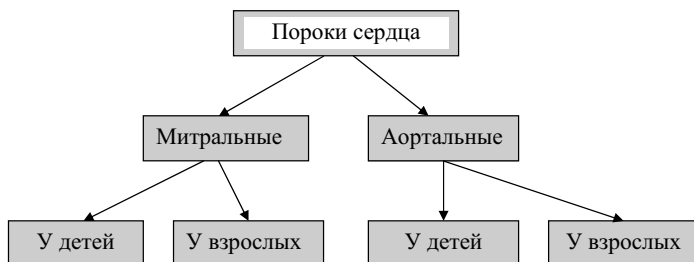 Пороки сердца
Митральные
Аортальные
У детей
У взрослых
У детей
У взрослых